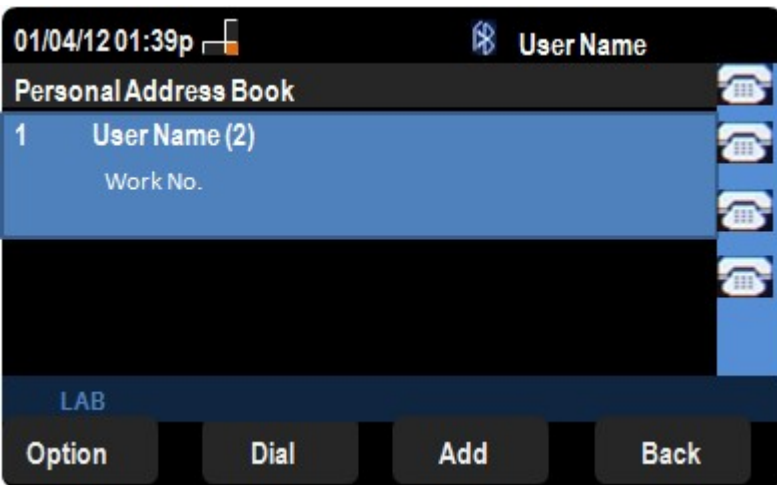 01/04/12 01:39p User Name
Personal Address Book
1 User Name (2)
Work No.
LAB
Option Dial Add Back